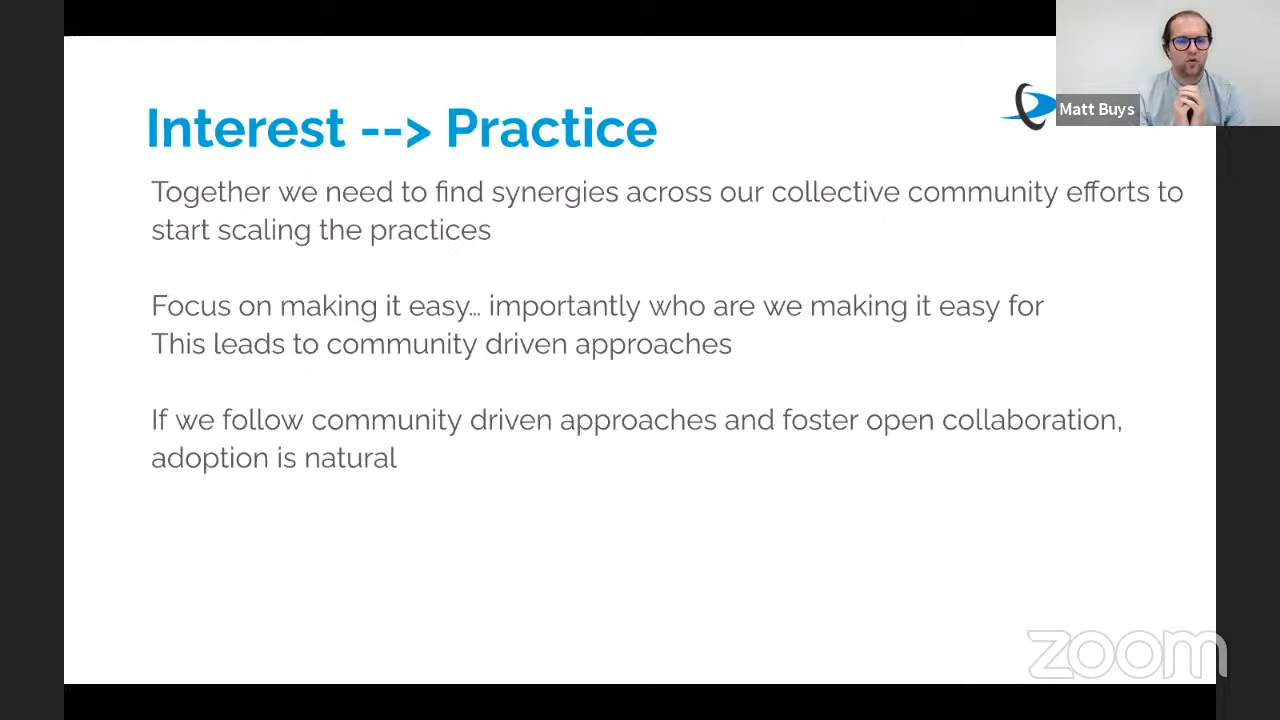 Interest --> Practice
Matt Buys
Together we need to find synergies across our collective community efforts to
start scaling the practices
Focus on making it easy… importantly who are we making it easy for
This leads to community driven approaches
If we follow community driven approaches and foster open collaboration,
adoption is natural
zoom